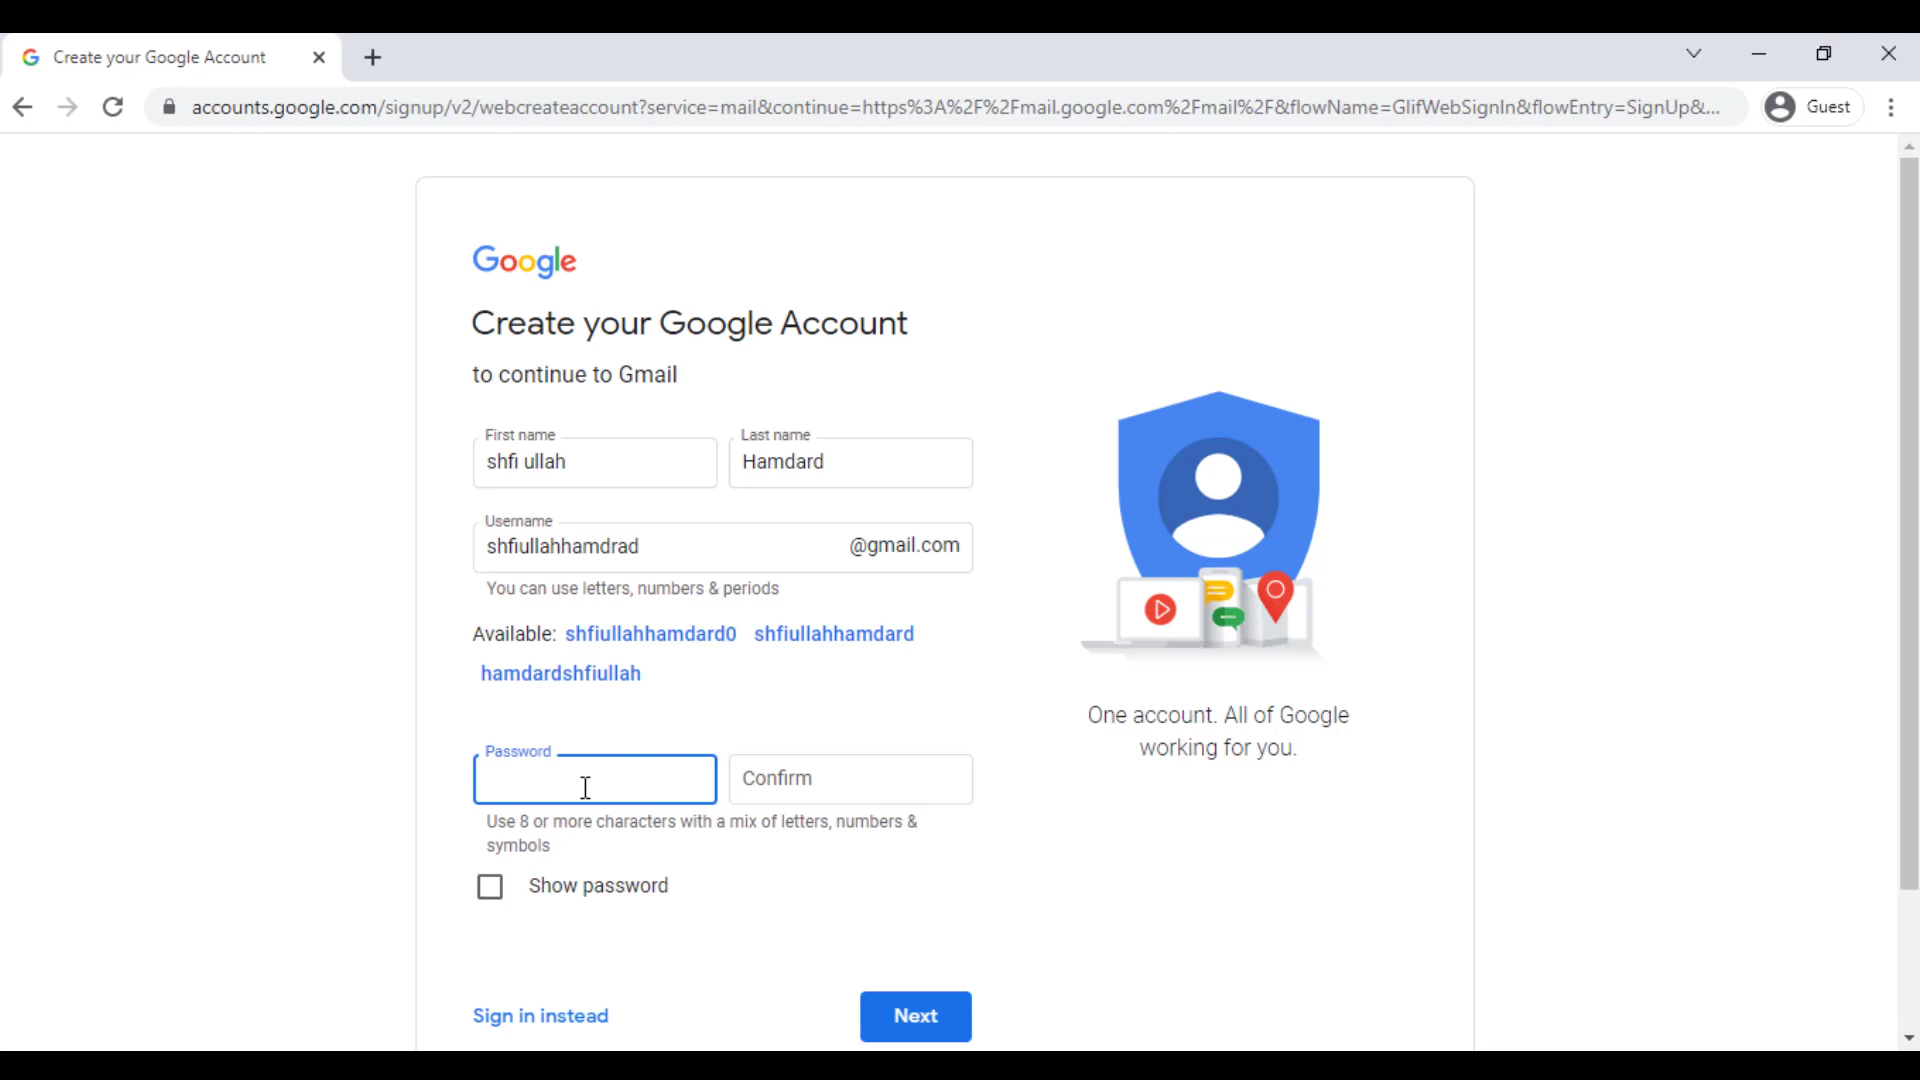 Create your Google Account
accounts.google.com/signup/v2/webcreateaccount?service=mail&continue=https%3A%2F%2Fmail.google.com%2Fmail%2F&flowName=GlifWebSignIn&flowEntry=SignUp&...
Guest
Google
Create your Google Account
to continue to Gmail
First name
Last name
shfi ullah
Hamdard
Username
shfiullahhamdrad
@gmail.com
You can use letters, numbers & periods
Available: shfiullahhamdard0 shfiullahhamdard
hamdardshfiullah
One account. All of Google
working for you.
Password
Confirm
Use 8 or more characters with a mix of letters, numbers &
symbols
Show password
Sign in instead
Next